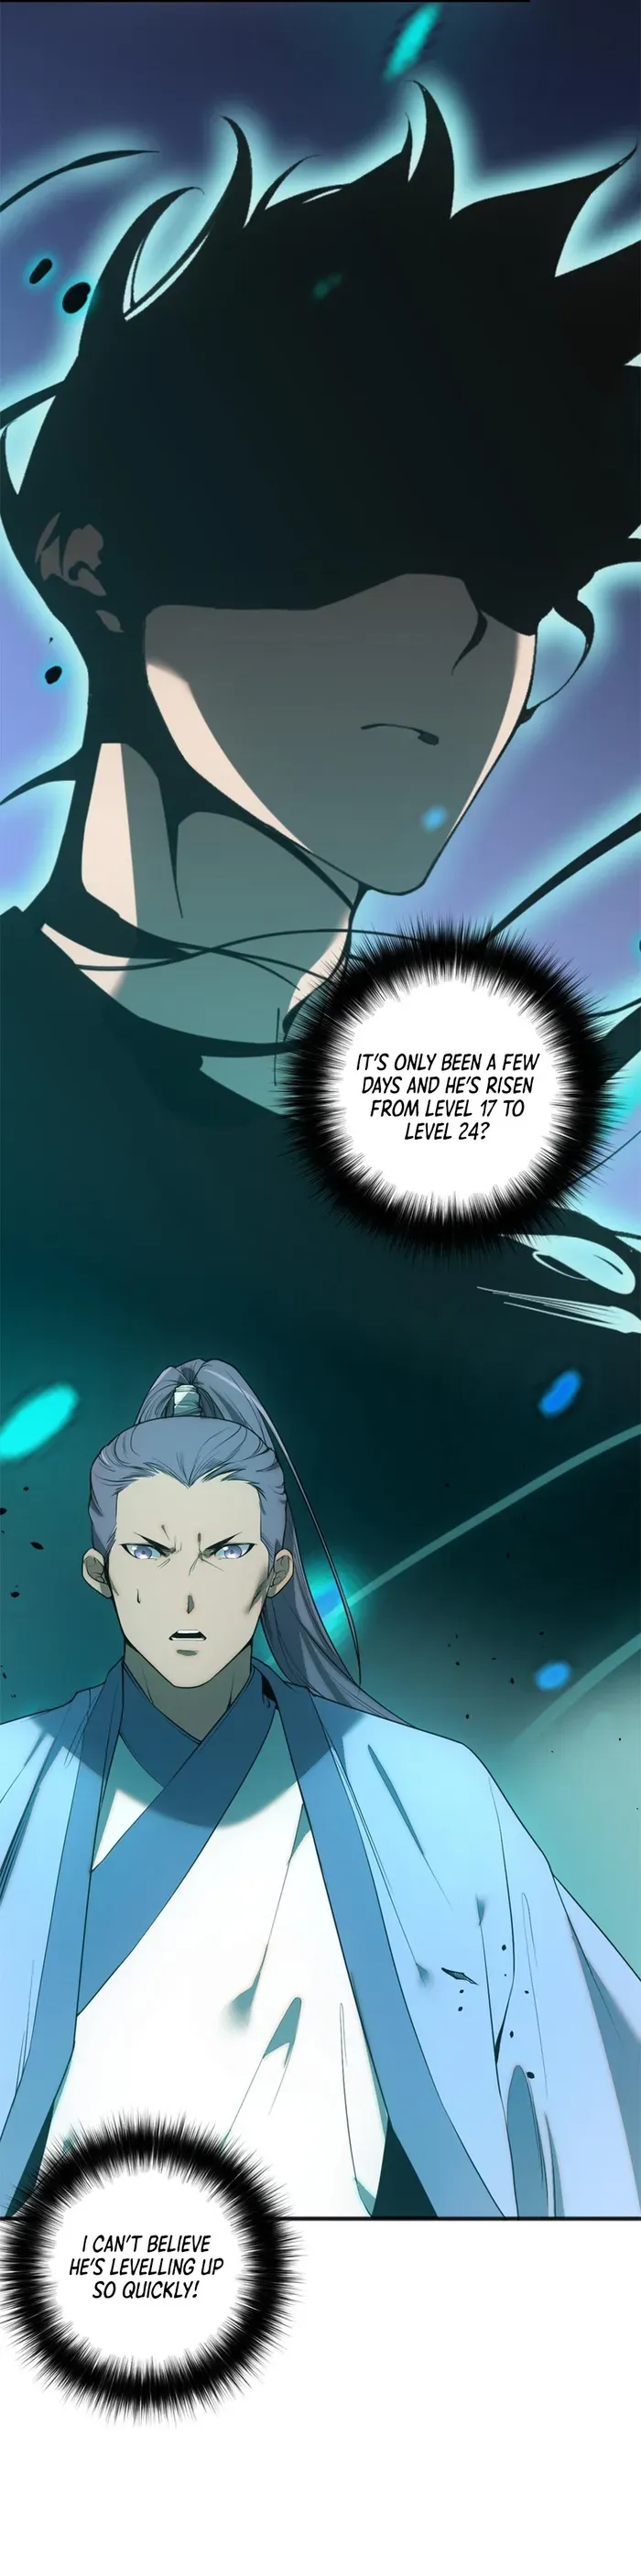 IT'S ONLY BEEN A FEW
DAYS AND HE'S RISEN
FROM LEVEL 17 TO
LEVEL 24?
I CAN'T BELIEVE
HE'S LEVELLING UP
SO QUICKLY!